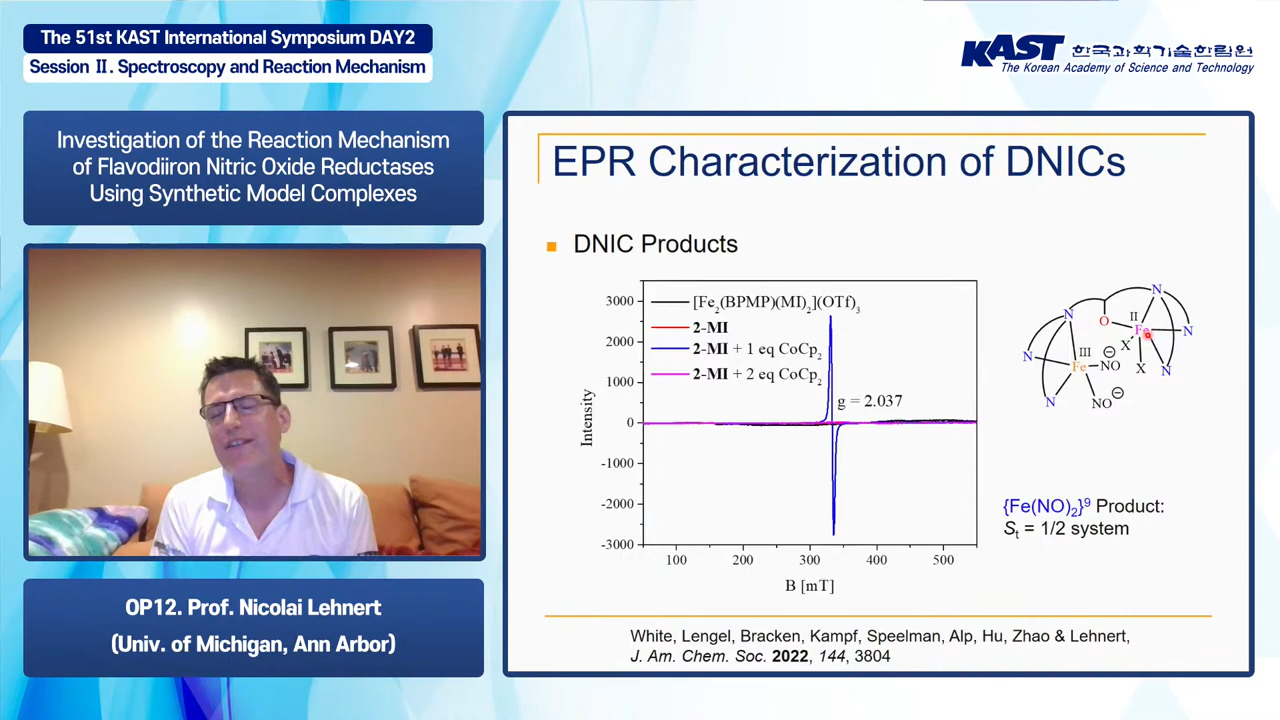 The 51st KAST International Symposium DAY2
Session Ⅱ. Spectroscopy and Reaction Mechanism
KAST 한국과학기술한림원
The Korean Academy of Science and Technology
Investigation of the Reaction Mechanism
of Flavodiiron Nitric Oxide Reductases
Using Synthetic Model Complexes
OP12. Prof. Nicolai Lehnert
(Univ. of Michigan, Ann Arbor)
EPR Characterization of DNICs
DNIC Products
Intensity
3000
2000
1000
0
-1000
-2000
-3000
[Fe₂(BPMP)(MI)₂](OTf)₃
2-MI
2-MI + 1 eq CoCp₂
2-MI + 2 eq CoCp₂
g = 2.037
100 200 300 400 500
B [mT]
N
N
O
II
Fe
N
X
III
N
Fe
NO ⊖
X
N
N
NO ⊖
{Fe(NO)₂}⁹ Product:
Sₜ = 1/2 system
White, Lengel, Bracken, Kampf, Speelman, Alp, Hu, Zhao & Lehnert,
J. Am. Chem. Soc. 2022, 144, 3804